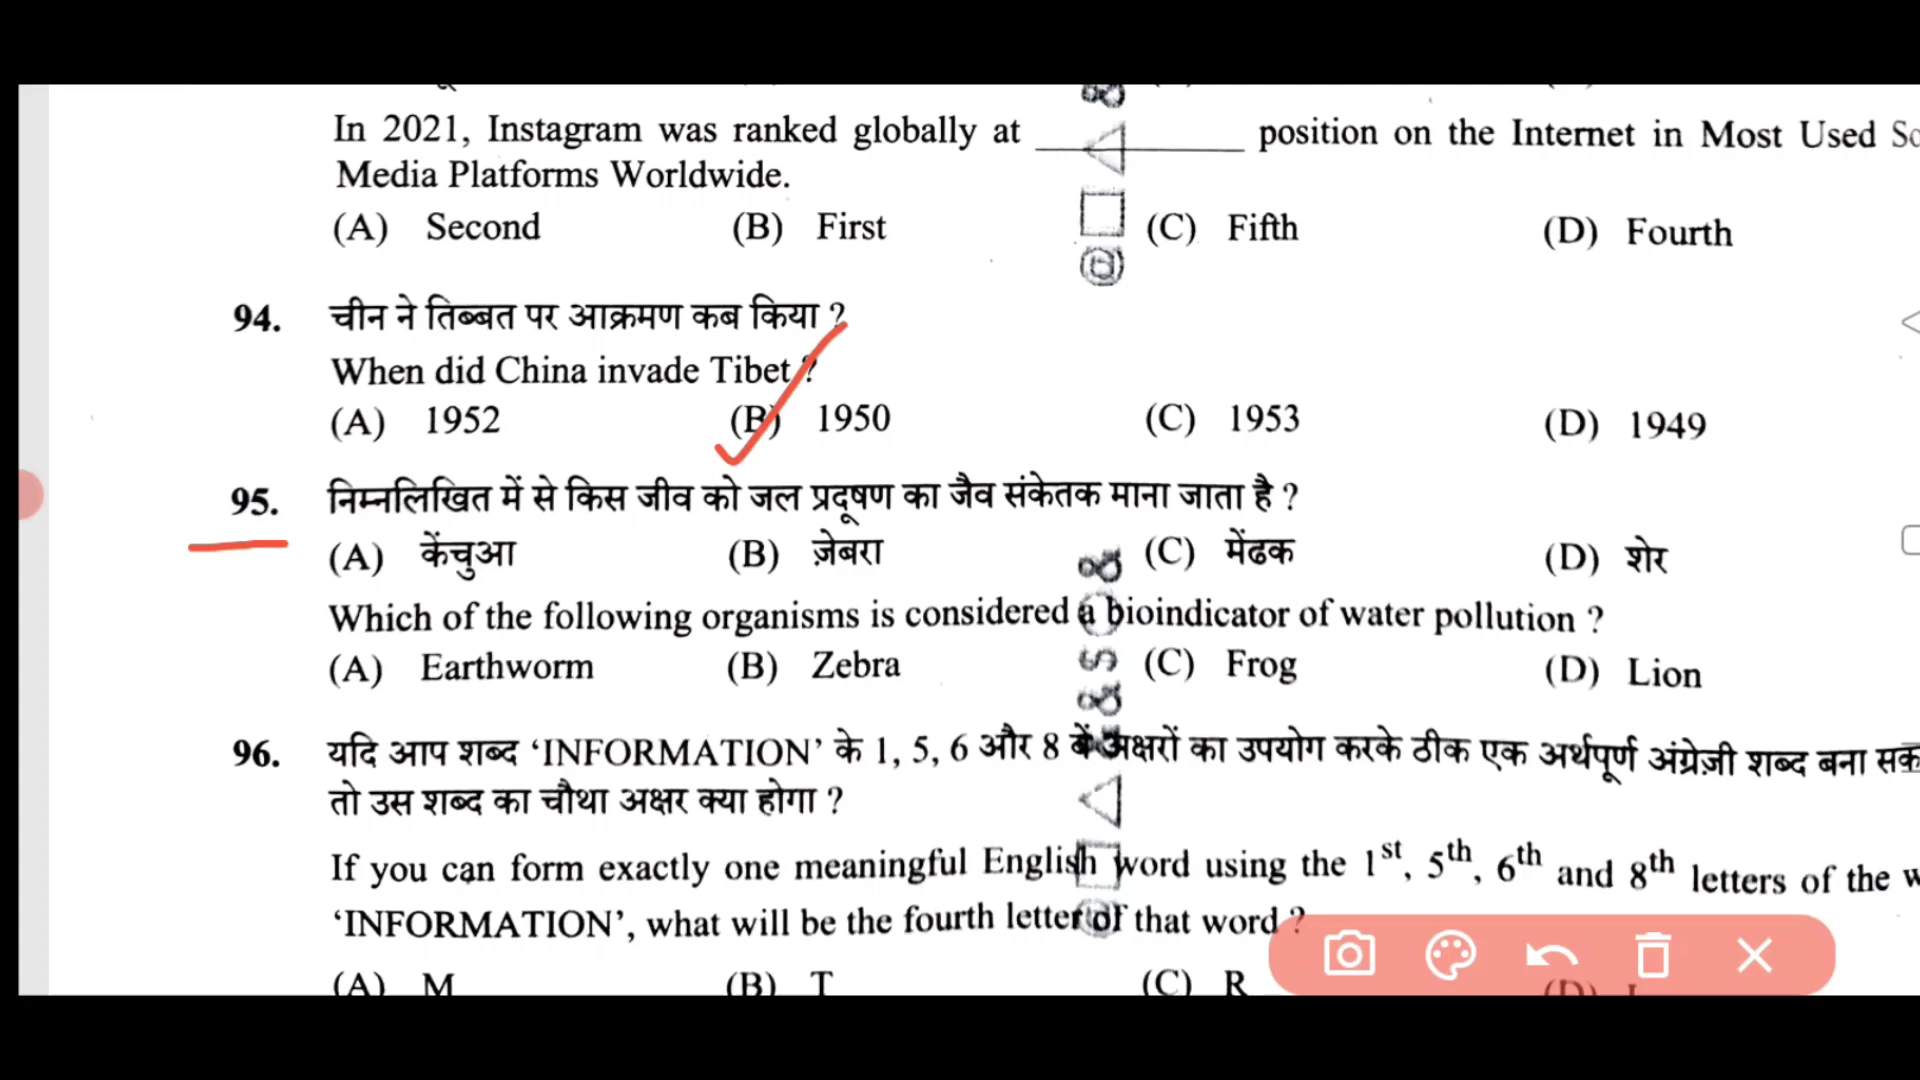 In 2021, Instagram was ranked globally at __________ position on the Internet in Most Used
Media Platforms Worldwide.
(A) Second (B) First (C) Fifth (D) Fourth
94. चीन ने तिब्बत पर आक्रमण कब किया ?
When did China invade Tibet ?
(A) 1952 (B) 1950 (C) 1953 (D) 1949
95. निम्नलिखित में से किस जीव को जल प्रदूषण का जैव संकेतक माना जाता है ?
(A) केंचुआ (B) ज़ेबरा (C) मेंढक (D) शेर
Which of the following organisms is considered a bioindicator of water pollution ?
(A) Earthworm (B) Zebra (C) Frog (D) Lion
96. यदि आप शब्द ‘INFORMATION’ के 1, 5, 6 और 8 वें अक्षरों का उपयोग करके ठीक एक अर्थपूर्ण अंग्रेज़ी शब्द बना
तो उस शब्द का चौथा अक्षर क्या होगा ?
If you can form exactly one meaningful English word using the 1st, 5th, 6th and 8th letters of the
‘INFORMATION’, what will be the fourth letter of that word ?
(A) M (B) T (C) R (D) I